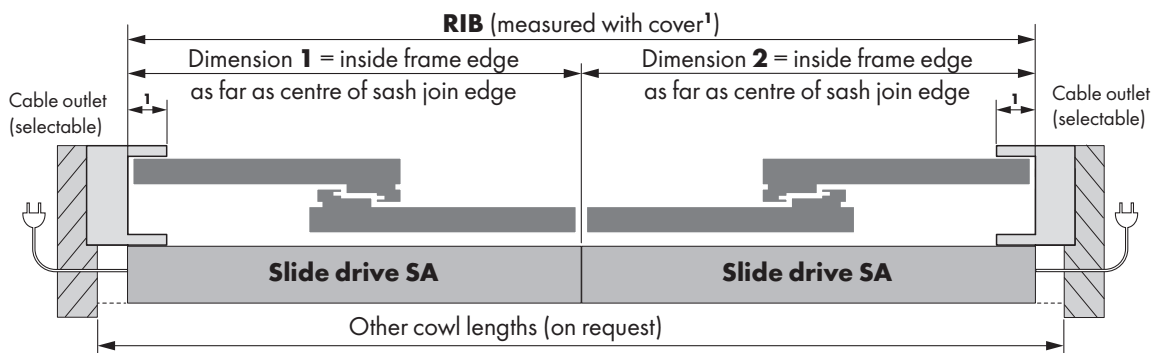 RIB (measured with cover¹)
Dimension 1 = inside frame edge
as far as centre of sash join edge
Dimension 2 = inside frame edge
as far as centre of sash join edge
Cable outlet
(selectable)
1
1
Cable outlet
(selectable)
Slide drive SA
Slide drive SA
Other cowl lengths (on request)